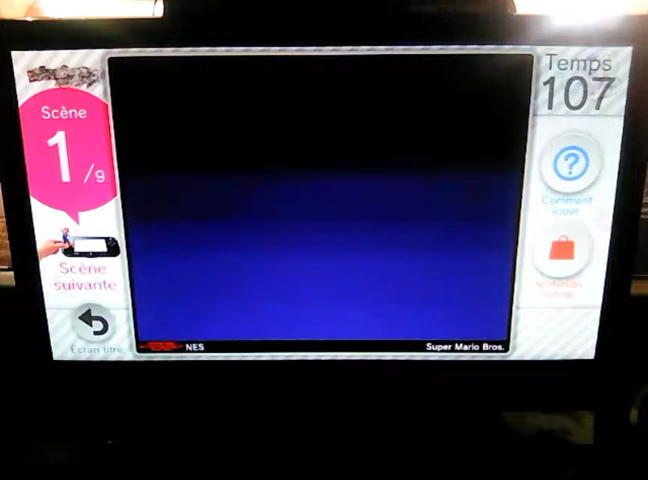 Scène
1/9
Scène
suivante
Écran titre
NES
Super Mario Bros.
Temps
107
?
Comment
jouer